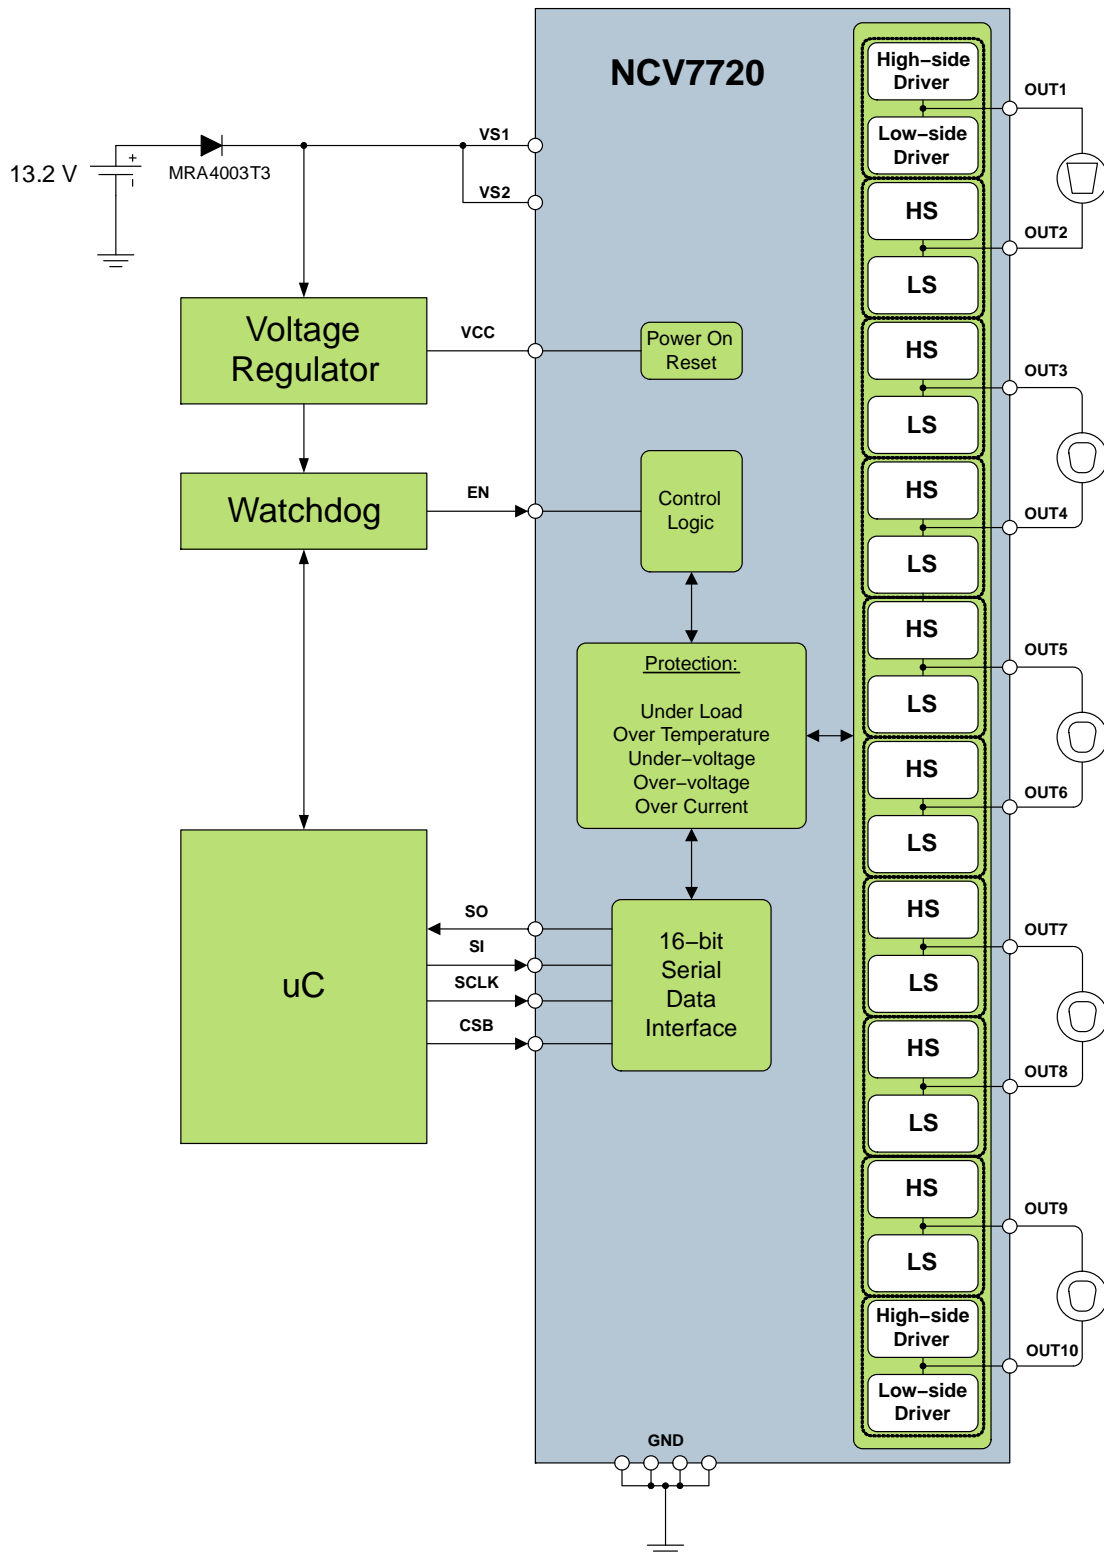 NCV7720
High−side
Driver
OUT1
VS1
Low−side
Driver
13.2 V
+
−
MRA4003T3
VS2
HS
OUT2
LS
Voltage
Regulator
VCC
Power On
Reset
HS
OUT3
LS
Watchdog
EN
Control
Logic
HS
OUT4
LS
HS
OUT5
Protection:
Under Load
Over Temperature
Under−voltage
Over−voltage
Over Current
LS
HS
OUT6
LS
uC
SO
SI
SCLK
CSB
16−bit
Serial
Data
Interface
HS
OUT7
LS
HS
OUT8
LS
HS
OUT9
LS
High−side
Driver
OUT10
Low−side
Driver
GND